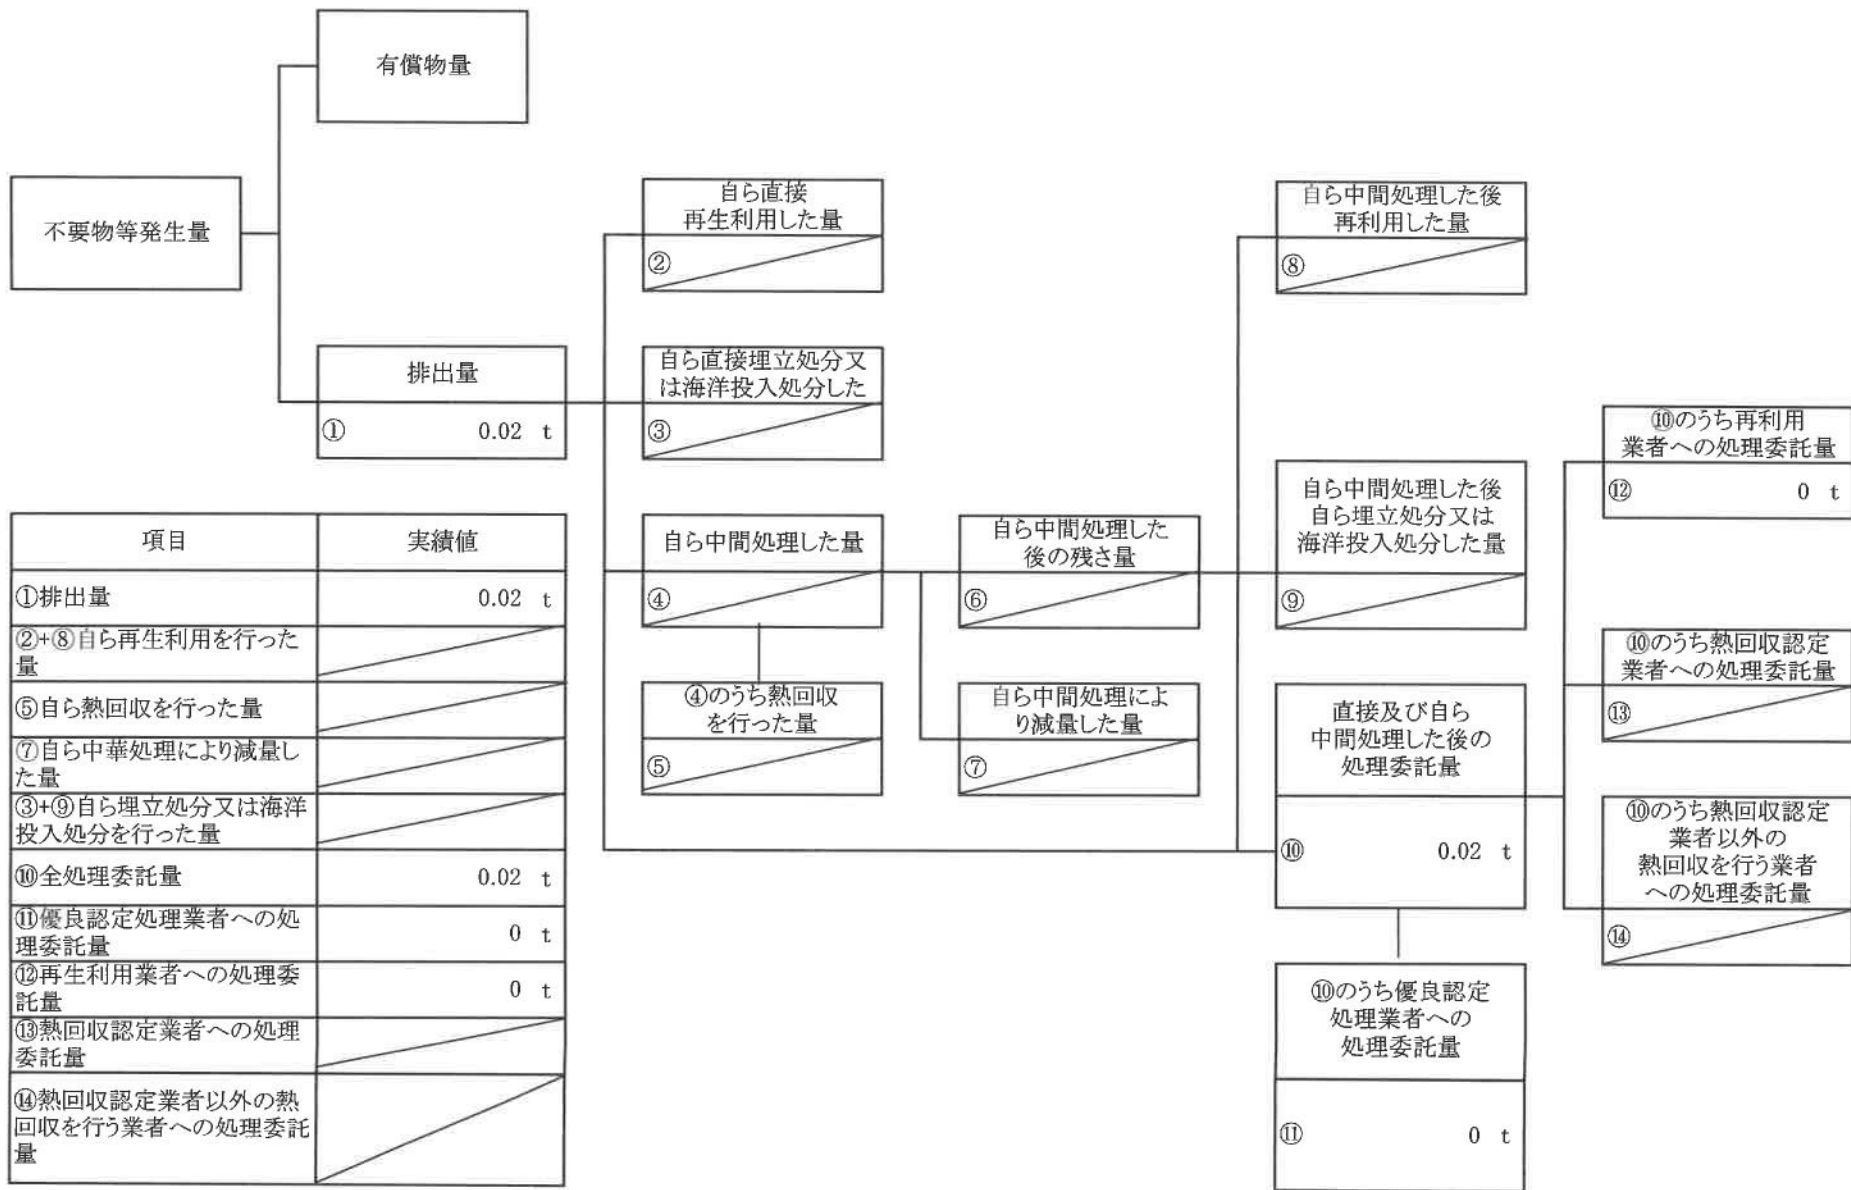 有償物量
不要物等発生量
排出量
① 0.02 t
自ら直接
再生利用した量
②
自ら直接埋立処分又
は海洋投入処分した
③
自ら中間処理した量
④
④のうち熱回収
を行った量
⑤
自ら中間処理した
後の残さ量
⑥
自ら中間処理によ
り減量した量
⑦
自ら中間処理した後
再利用した量
⑧
自ら中間処理した後
自ら埋立処分又は
海洋投入処分した量
⑨
直接及び自ら
中間処理した後の
処理委託量
⑩ 0.02 t
⑩のうち優良認定
処理業者への
処理委託量
⑪ 0 t
⑩のうち再利用
業者への処理委託量
⑫ 0 t
⑩のうち熱回収認定
業者への処理委託量
⑬
⑩のうち熱回収認定
業者以外の
熱回収を行う業者
への処理委託量
⑭
項目 実績値
①排出量 0.02 t
②+⑧自ら再生利用を行った
量
⑤自ら熱回収を行った量
⑦自ら中華処理により減量し
た量
③+⑨自ら埋立処分又は海洋
投入処分を行った量
⑩全処理委託量 0.02 t
⑪優良認定処理業者への処
理委託量 0 t
⑫再生利用業者への処理委
託量 0 t
⑬熱回収認定業者への処理
委託量
⑭熱回収認定業者以外の熱
回収を行う業者への処理委託
量